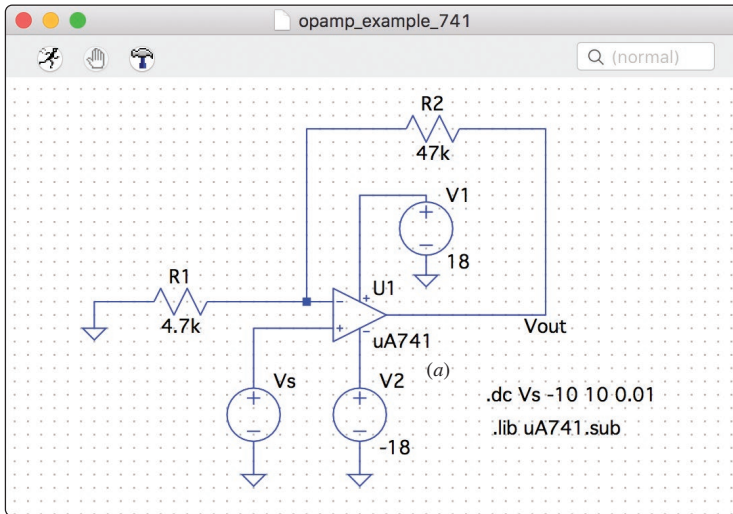 opamp_example_741
(normal)
R2
47k
V1
+
−
18
R1
4.7k
U1
−
+
+
−
uA741
Vout
(a)
Vs
+
−
V2
+
−
-18
.dc Vs -10 10 0.01
.lib uA741.sub